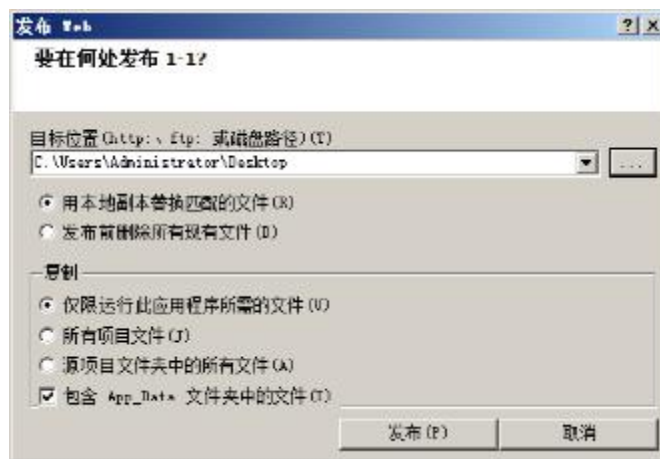 发布 Web
要在何处发布 1-1?
目标位置(http:、ftp: 或磁盘路径)(T)
C:\Users\Administrator\Desktop
...
用本地副本替换匹配的文件(R)
发布前删除所有现有文件(D)
复制
仅限运行此应用程序所需的文件(U)
所有项目文件(J)
源项目文件夹中的所有文件(A)
包含 App_Data 文件夹中的文件(I)
发布(P)
取消